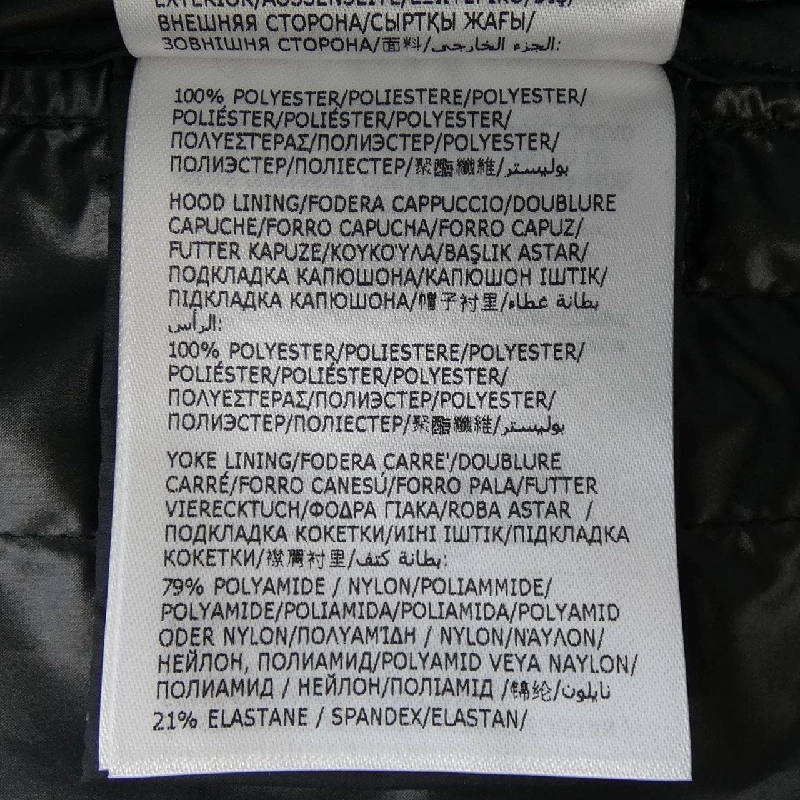 ВНЕШНЯЯ СТОРОНА/СЫРТҚЫ ЖАҒЫ/
ЗОВНІШНЯ СТОРОНА/面料/الجزء الخارجي:
100% POLYESTER/POLIESTERE/POLYESTER/
POLIÉSTER/POLIÉSTER/POLYESTER/
ΠΟΛΥΕΣΤΈΡΑΣ/ПОЛИЭСТЕР/POLYESTER/
ПОЛИЭСТЕР/ПОЛІЕСТЕР/聚酯纖維/بوليستر
HOOD LINING/FODERA CAPPUCCIO/DOUBLURE
CAPUCHE/FORRO CAPUCHA/FORRO CAPUZ/
FUTTER KAPUZE/ΚΟΥΚΟΎΛΑ/BAŞLIK ASTAR/
ПОДКЛАДКА КАПЮШОНА/КАПЮШОН ІШТІК/
ПІДКЛАДКА КАПЮШОНА/帽子衬里/بطانة غطاء
الرأس:
100% POLYESTER/POLIESTERE/POLYESTER/
POLIÉSTER/POLIÉSTER/POLYESTER/
ΠΟΛΥΕΣΤΕΡΑΣ/ПОЛИЭСТЕР/POLYESTER/
ПОЛИЭСТЕР/ПОЛІЕСТЕР/聚酯纖維/بوليستر
YOKE LINING/FODERA CARRE'/DOUBLURE
CARRÉ/FORRO CANESÚ/FORRO PALA/FUTTER
VIERECKTUCH/ΦΟΔΡΑ ΓΙΑΚΑ/ROBA ASTAR /
ПОДКЛАДКА КОКЕТКИ/ИІНІ ІШТІК/ПІДКЛАДКА
КОКЕТКИ/襟肩衬里/بطانة كتف:
79% POLYAMIDE / NYLON/POLIAMMIDE/
POLYAMIDE/POLIAMIDA/POLIAMIDA/POLYAMID
ODER NYLON/ΠΟΛΥΑΜΊΔΗ / NYLON/ΝΆΥΛΟΝ/
НЕЙЛОН, ПОЛИАМИД/POLYAMID VEYA NAYLON/
ПОЛИАМИД / НЕЙЛОН/ПОЛІАМІД /锦纶/نايلون
21% ELASTANE / SPANDEX/ELASTAN/